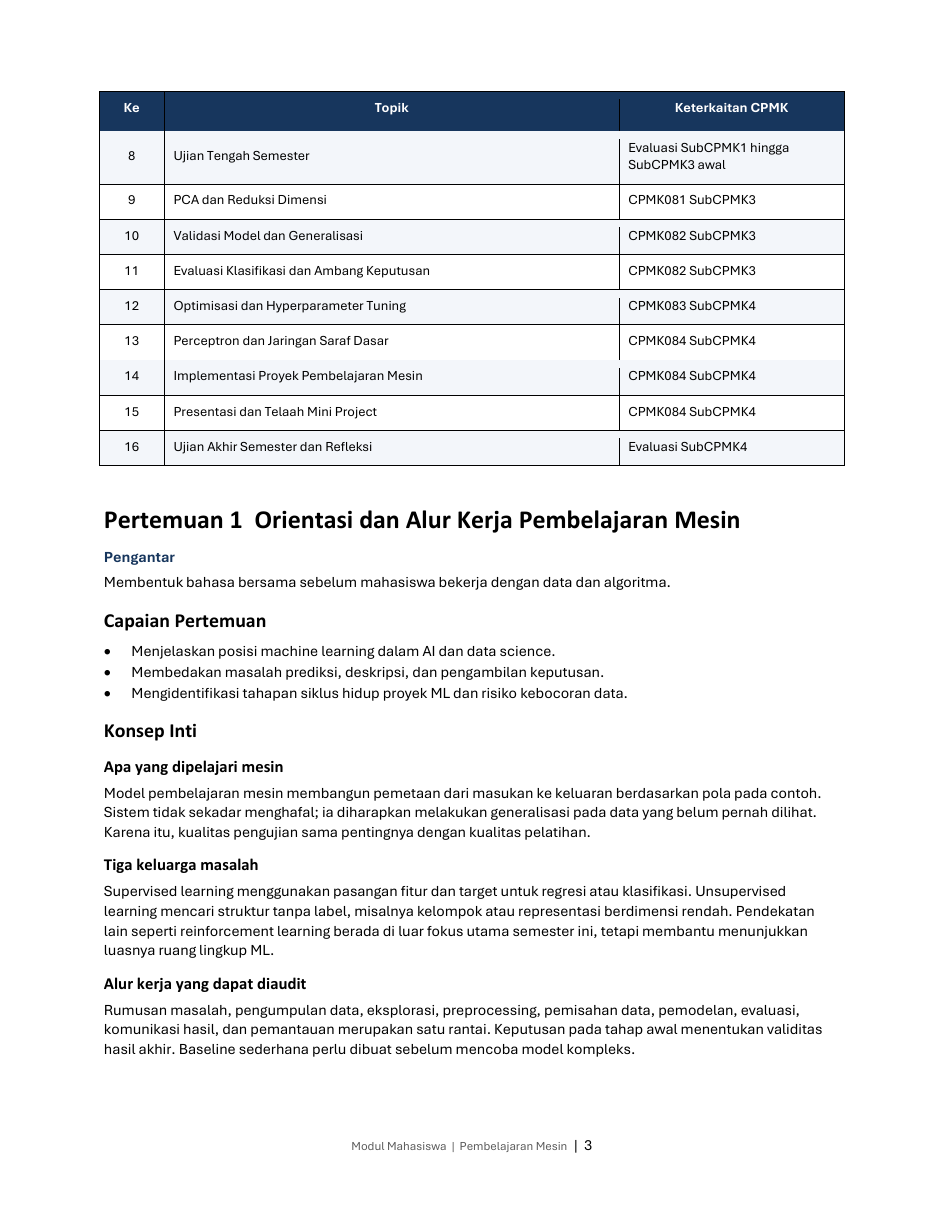 Ke Topik Keterkaitan CPMK
8 Ujian Tengah Semester Evaluasi SubCPMK1 hingga
SubCPMK3 awal
9 PCA dan Reduksi Dimensi CPMK081 SubCPMK3
10 Validasi Model dan Generalisasi CPMK082 SubCPMK3
11 Evaluasi Klasifikasi dan Ambang Keputusan CPMK082 SubCPMK3
12 Optimisasi dan Hyperparameter Tuning CPMK083 SubCPMK4
13 Perceptron dan Jaringan Saraf Dasar CPMK084 SubCPMK4
14 Implementasi Proyek Pembelajaran Mesin CPMK084 SubCPMK4
15 Presentasi dan Telaah Mini Project CPMK084 SubCPMK4
16 Ujian Akhir Semester dan Refleksi Evaluasi SubCPMK4
Pertemuan 1  Orientasi dan Alur Kerja Pembelajaran Mesin
Pengantar
Membentuk bahasa bersama sebelum mahasiswa bekerja dengan data dan algoritma.
Capaian Pertemuan
• Menjelaskan posisi machine learning dalam AI dan data science.
• Membedakan masalah prediksi, deskripsi, dan pengambilan keputusan.
• Mengidentifikasi tahapan siklus hidup proyek ML dan risiko kebocoran data.
Konsep Inti
Apa yang dipelajari mesin
Model pembelajaran mesin membangun pemetaan dari masukan ke keluaran berdasarkan pola pada contoh.
Sistem tidak sekadar menghafal; ia diharapkan melakukan generalisasi pada data yang belum pernah dilihat.
Karena itu, kualitas pengujian sama pentingnya dengan kualitas pelatihan.
Tiga keluarga masalah
Supervised learning menggunakan pasangan fitur dan target untuk regresi atau klasifikasi. Unsupervised
learning mencari struktur tanpa label, misalnya kelompok atau representasi berdimensi rendah. Pendekatan
lain seperti reinforcement learning berada di luar fokus utama semester ini, tetapi membantu menunjukkan
luasnya ruang lingkup ML.
Alur kerja yang dapat diaudit
Rumusan masalah, pengumpulan data, eksplorasi, preprocessing, pemisahan data, pemodelan, evaluasi,
komunikasi hasil, dan pemantauan merupakan satu rantai. Keputusan pada tahap awal menentukan validitas
hasil akhir. Baseline sederhana perlu dibuat sebelum mencoba model kompleks.
Modul Mahasiswa | Pembelajaran Mesin | 3